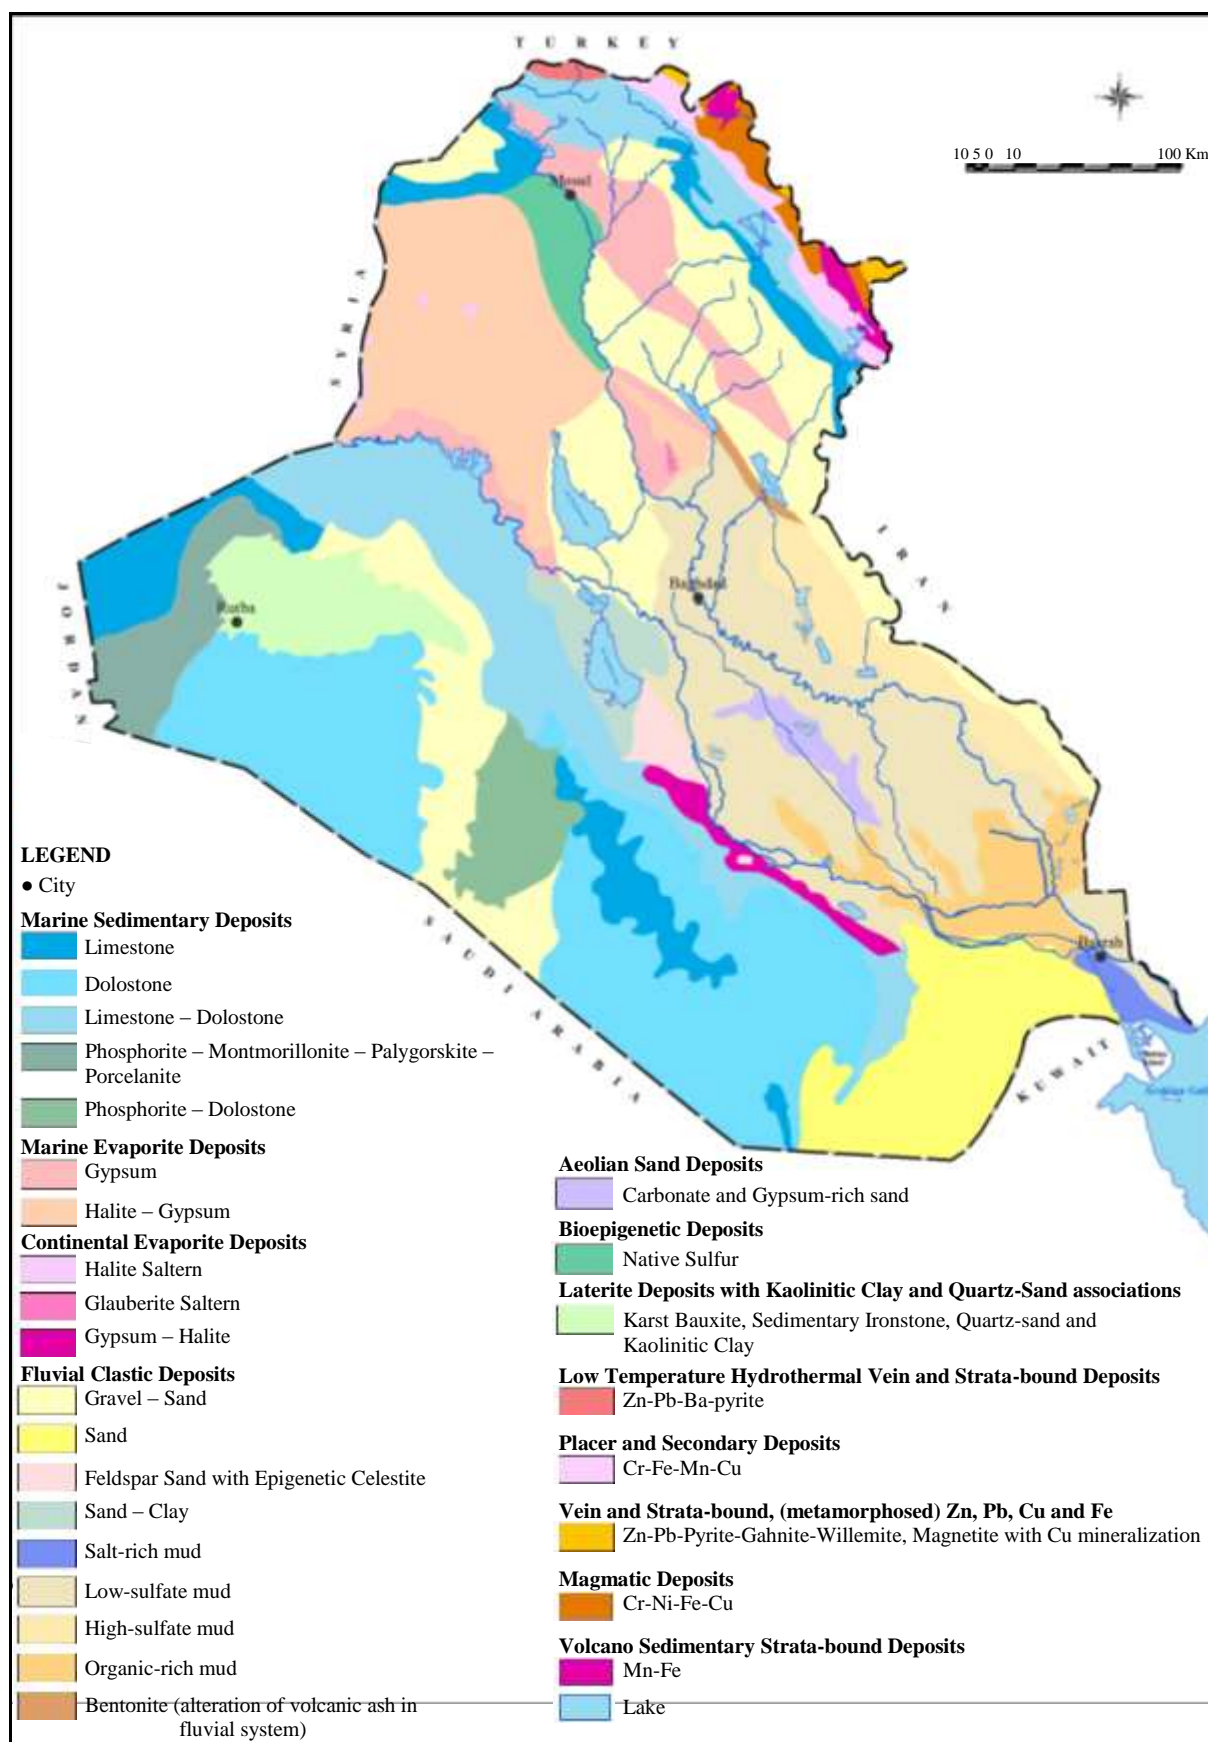 T U R K E Y
10 5 0 10 100 Km
Mosul
S Y R I A
I R A N
Baghdad
J O R D A N
Rutba
S A U D I A R A B I A
Basrah
K U W A I T
LEGEND
● City
Marine Sedimentary Deposits
Limestone
Dolostone
Limestone – Dolostone
Phosphorite – Montmorillonite – Palygorskite –
Porcelanite
Phosphorite – Dolostone
Marine Evaporite Deposits
Gypsum
Halite – Gypsum
Continental Evaporite Deposits
Halite Saltern
Glauberite Saltern
Gypsum – Halite
Fluvial Clastic Deposits
Gravel – Sand
Sand
Feldspar Sand with Epigenetic Celestite
Sand – Clay
Salt-rich mud
Low-sulfate mud
High-sulfate mud
Organic-rich mud
Bentonite (alteration of volcanic ash in
fluvial system)
Aeolian Sand Deposits
Carbonate and Gypsum-rich sand
Bioepigenetic Deposits
Native Sulfur
Laterite Deposits with Kaolinitic Clay and Quartz-Sand associations
Karst Bauxite, Sedimentary Ironstone, Quartz-sand and
Kaolinitic Clay
Low Temperature Hydrothermal Vein and Strata-bound Deposits
Zn-Pb-Ba-pyrite
Placer and Secondary Deposits
Cr-Fe-Mn-Cu
Vein and Strata-bound, (metamorphosed) Zn, Pb, Cu and Fe
Zn-Pb-Pyrite-Gahnite-Willemite, Magnetite with Cu mineralization
Magmatic Deposits
Cr-Ni-Fe-Cu
Volcano Sedimentary Strata-bound Deposits
Mn-Fe
Lake